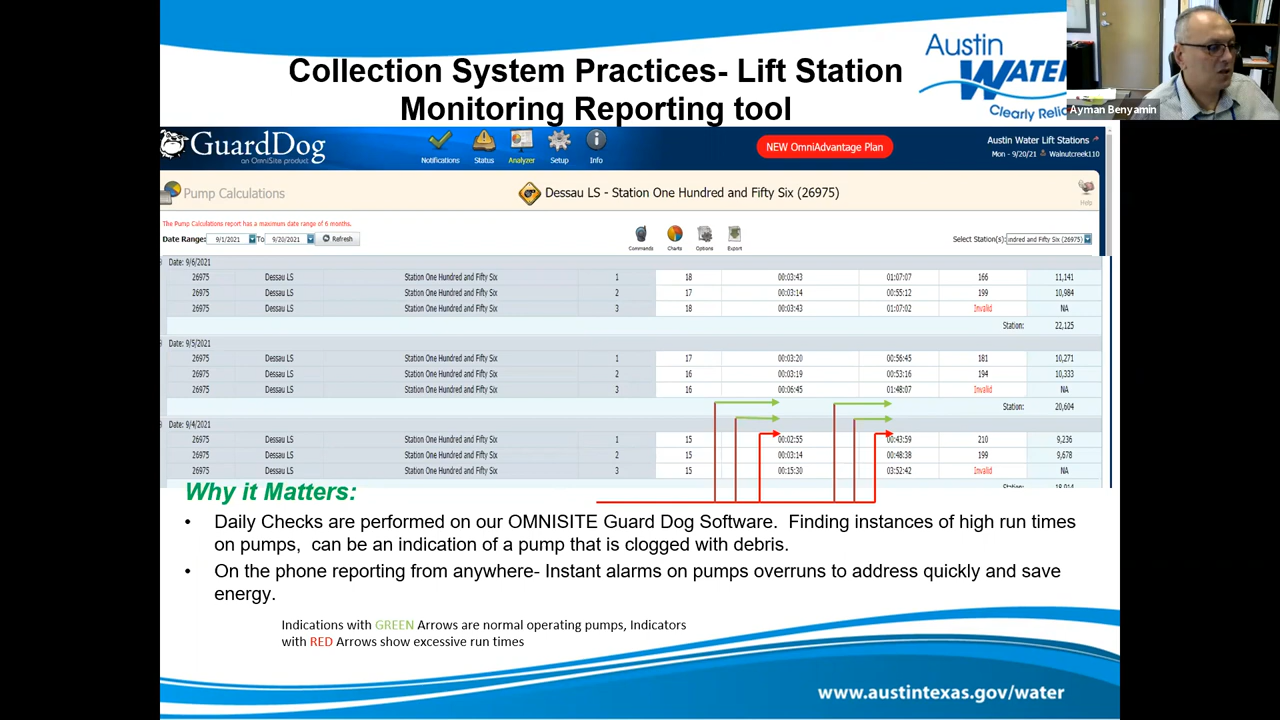 Collection System Practices- Lift Station
Monitoring Reporting tool
Austin
WATER
Clearly Relia
Ayman Benyamin
GuardDog
an OmniSite product
Notifications Status Analyzer Setup Info
NEW OmniAdvantage Plan
Austin Water Lift Stations
Mon - 9/20/21 Walnutcreek110
Pump Calculations
Dessau LS - Station One Hundred and Fifty Six (26975)
Help
The Pump Calculations report has a maximum date range of 6 months.
Date Range: 9/1/2021 To 9/20/2021 Refresh
Commands Charts Options Export
Select Station(s): ndred and Fifty Six (26975)
Date: 9/6/2021
26975 Dessau LS Station One Hundred and Fifty Six 1 18 00:03:43 01:07:07 166 11,141
26975 Dessau LS Station One Hundred and Fifty Six 2 17 00:03:14 00:55:12 199 10,984
26975 Dessau LS Station One Hundred and Fifty Six 3 18 00:03:43 01:07:02 Invalid NA
Station: 22,125
Date: 9/5/2021
26975 Dessau LS Station One Hundred and Fifty Six 1 17 00:03:20 00:56:45 181 10,271
26975 Dessau LS Station One Hundred and Fifty Six 2 16 00:03:19 00:53:16 194 10,333
26975 Dessau LS Station One Hundred and Fifty Six 3 16 00:06:45 01:48:07 Invalid NA
Station: 20,604
Date: 9/4/2021
26975 Dessau LS Station One Hundred and Fifty Six 1 15 00:02:55 00:43:59 210 9,236
26975 Dessau LS Station One Hundred and Fifty Six 2 15 00:03:14 00:48:38 199 9,678
26975 Dessau LS Station One Hundred and Fifty Six 3 15 00:15:30 03:52:42 Invalid NA
Station: 18,914
Why it Matters:
• Daily Checks are performed on our OMNISITE Guard Dog Software. Finding instances of high run times
on pumps, can be an indication of a pump that is clogged with debris.
• On the phone reporting from anywhere- Instant alarms on pumps overruns to address quickly and save
energy.
Indications with GREEN Arrows are normal operating pumps, Indicators
with RED Arrows show excessive run times
www.austintexas.gov/water